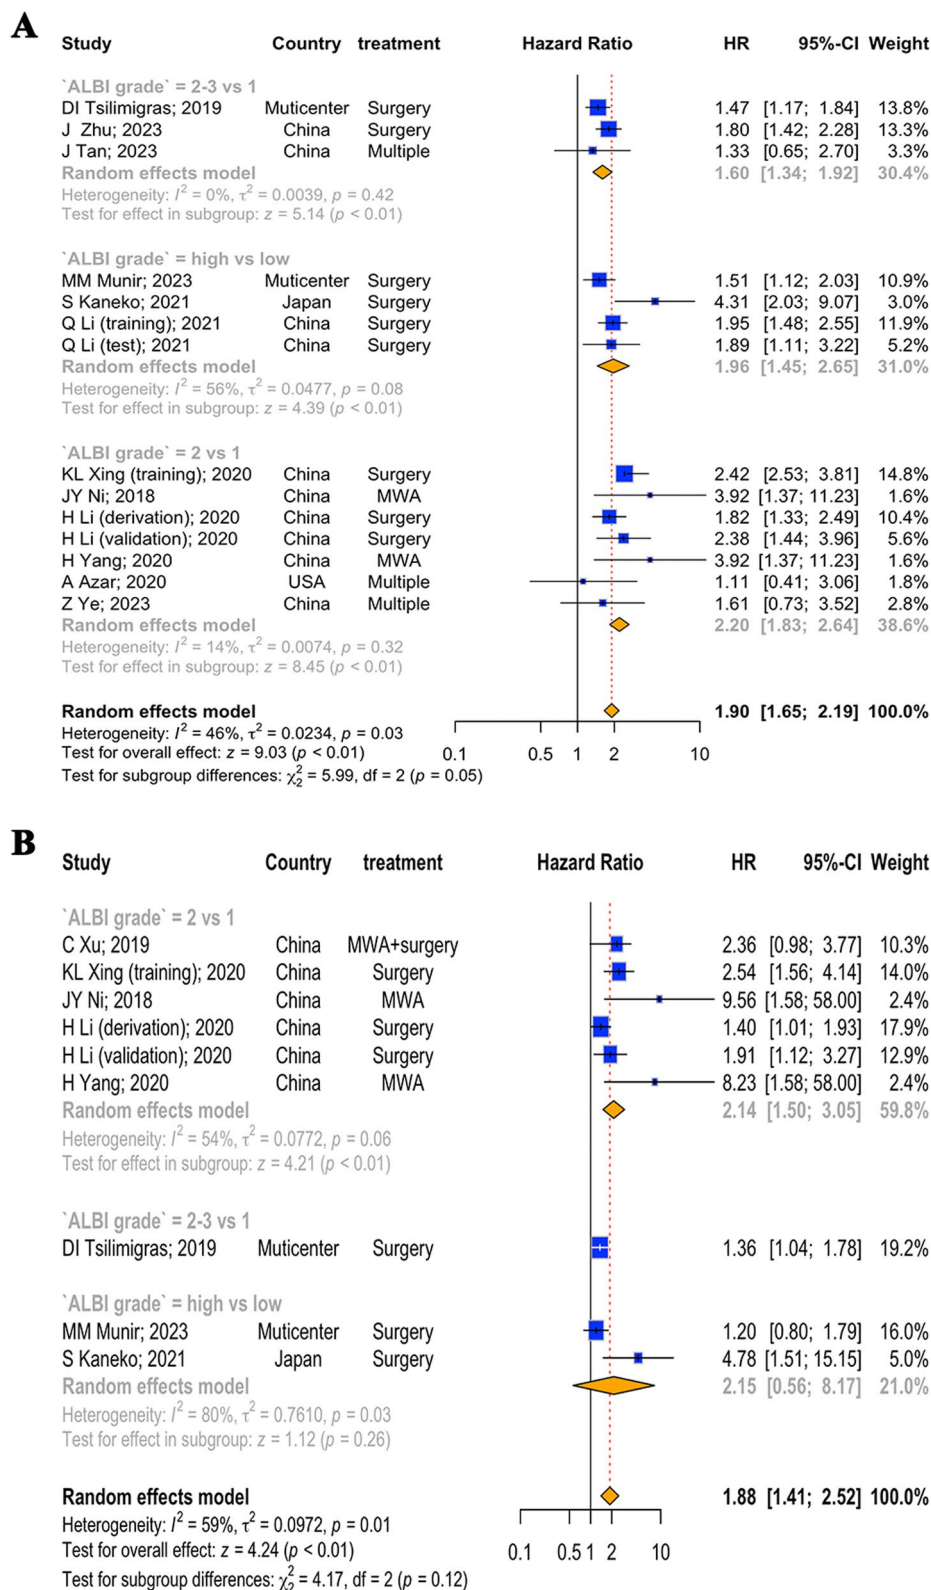 A
Study Country treatment Hazard Ratio HR 95%-CI Weight
`ALBI grade` = 2-3 vs 1
DI Tsilimigras; 2019 Muticenter Surgery 1.47 [1.17; 1.84] 13.8%
J Zhu; 2023 China Surgery 1.80 [1.42; 2.28] 13.3%
J Tan; 2023 China Multiple 1.33 [0.65; 2.70] 3.3%
Random effects model 1.60 [1.34; 1.92] 30.4%
Heterogeneity: I² = 0%, τ² = 0.0039, p = 0.42
Test for effect in subgroup: z = 5.14 (p < 0.01)
`ALBI grade` = high vs low
MM Munir; 2023 Muticenter Surgery 1.51 [1.12; 2.03] 10.9%
S Kaneko; 2021 Japan Surgery 4.31 [2.03; 9.07] 3.0%
Q Li (training); 2021 China Surgery 1.95 [1.48; 2.55] 11.9%
Q Li (test); 2021 China Surgery 1.89 [1.11; 3.22] 5.2%
Random effects model 1.96 [1.45; 2.65] 31.0%
Heterogeneity: I² = 56%, τ² = 0.0477, p = 0.08
Test for effect in subgroup: z = 4.39 (p < 0.01)
`ALBI grade` = 2 vs 1
KL Xing (training); 2020 China Surgery 2.42 [2.53; 3.81] 14.8%
JY Ni; 2018 China MWA 3.92 [1.37; 11.23] 1.6%
H Li (derivation); 2020 China Surgery 1.82 [1.33; 2.49] 10.4%
H Li (validation); 2020 China Surgery 2.38 [1.44; 3.96] 5.6%
H Yang; 2020 China MWA 3.92 [1.37; 11.23] 1.6%
A Azar; 2020 USA Multiple 1.11 [0.41; 3.06] 1.8%
Z Ye; 2023 China Multiple 1.61 [0.73; 3.52] 2.8%
Random effects model 2.20 [1.83; 2.64] 38.6%
Heterogeneity: I² = 14%, τ² = 0.0074, p = 0.32
Test for effect in subgroup: z = 8.45 (p < 0.01)
Random effects model 1.90 [1.65; 2.19] 100.0%
Heterogeneity: I² = 46%, τ² = 0.0234, p = 0.03
Test for overall effect: z = 9.03 (p < 0.01)
0.1 0.5 1 2 10
Test for subgroup differences: χ²₂ = 5.99, df = 2 (p = 0.05)
B
Study Country treatment Hazard Ratio HR 95%-CI Weight
`ALBI grade` = 2 vs 1
C Xu; 2019 China MWA+surgery 2.36 [0.98; 3.77] 10.3%
KL Xing (training); 2020 China Surgery 2.54 [1.56; 4.14] 14.0%
JY Ni; 2018 China MWA 9.56 [1.58; 58.00] 2.4%
H Li (derivation); 2020 China Surgery 1.40 [1.01; 1.93] 17.9%
H Li (validation); 2020 China Surgery 1.91 [1.12; 3.27] 12.9%
H Yang; 2020 China MWA 8.23 [1.58; 58.00] 2.4%
Random effects model 2.14 [1.50; 3.05] 59.8%
Heterogeneity: I² = 54%, τ² = 0.0772, p = 0.06
Test for effect in subgroup: z = 4.21 (p < 0.01)
`ALBI grade` = 2-3 vs 1
DI Tsilimigras; 2019 Muticenter Surgery 1.36 [1.04; 1.78] 19.2%
`ALBI grade` = high vs low
MM Munir; 2023 Muticenter Surgery 1.20 [0.80; 1.79] 16.0%
S Kaneko; 2021 Japan Surgery 4.78 [1.51; 15.15] 5.0%
Random effects model 2.15 [0.56; 8.17] 21.0%
Heterogeneity: I² = 80%, τ² = 0.7610, p = 0.03
Test for effect in subgroup: z = 1.12 (p = 0.26)
Random effects model 1.88 [1.41; 2.52] 100.0%
Heterogeneity: I² = 59%, τ² = 0.0972, p = 0.01
Test for overall effect: z = 4.24 (p < 0.01)
0.1 0.5 1 2 10
Test for subgroup differences: χ²₂ = 4.17, df = 2 (p = 0.12)